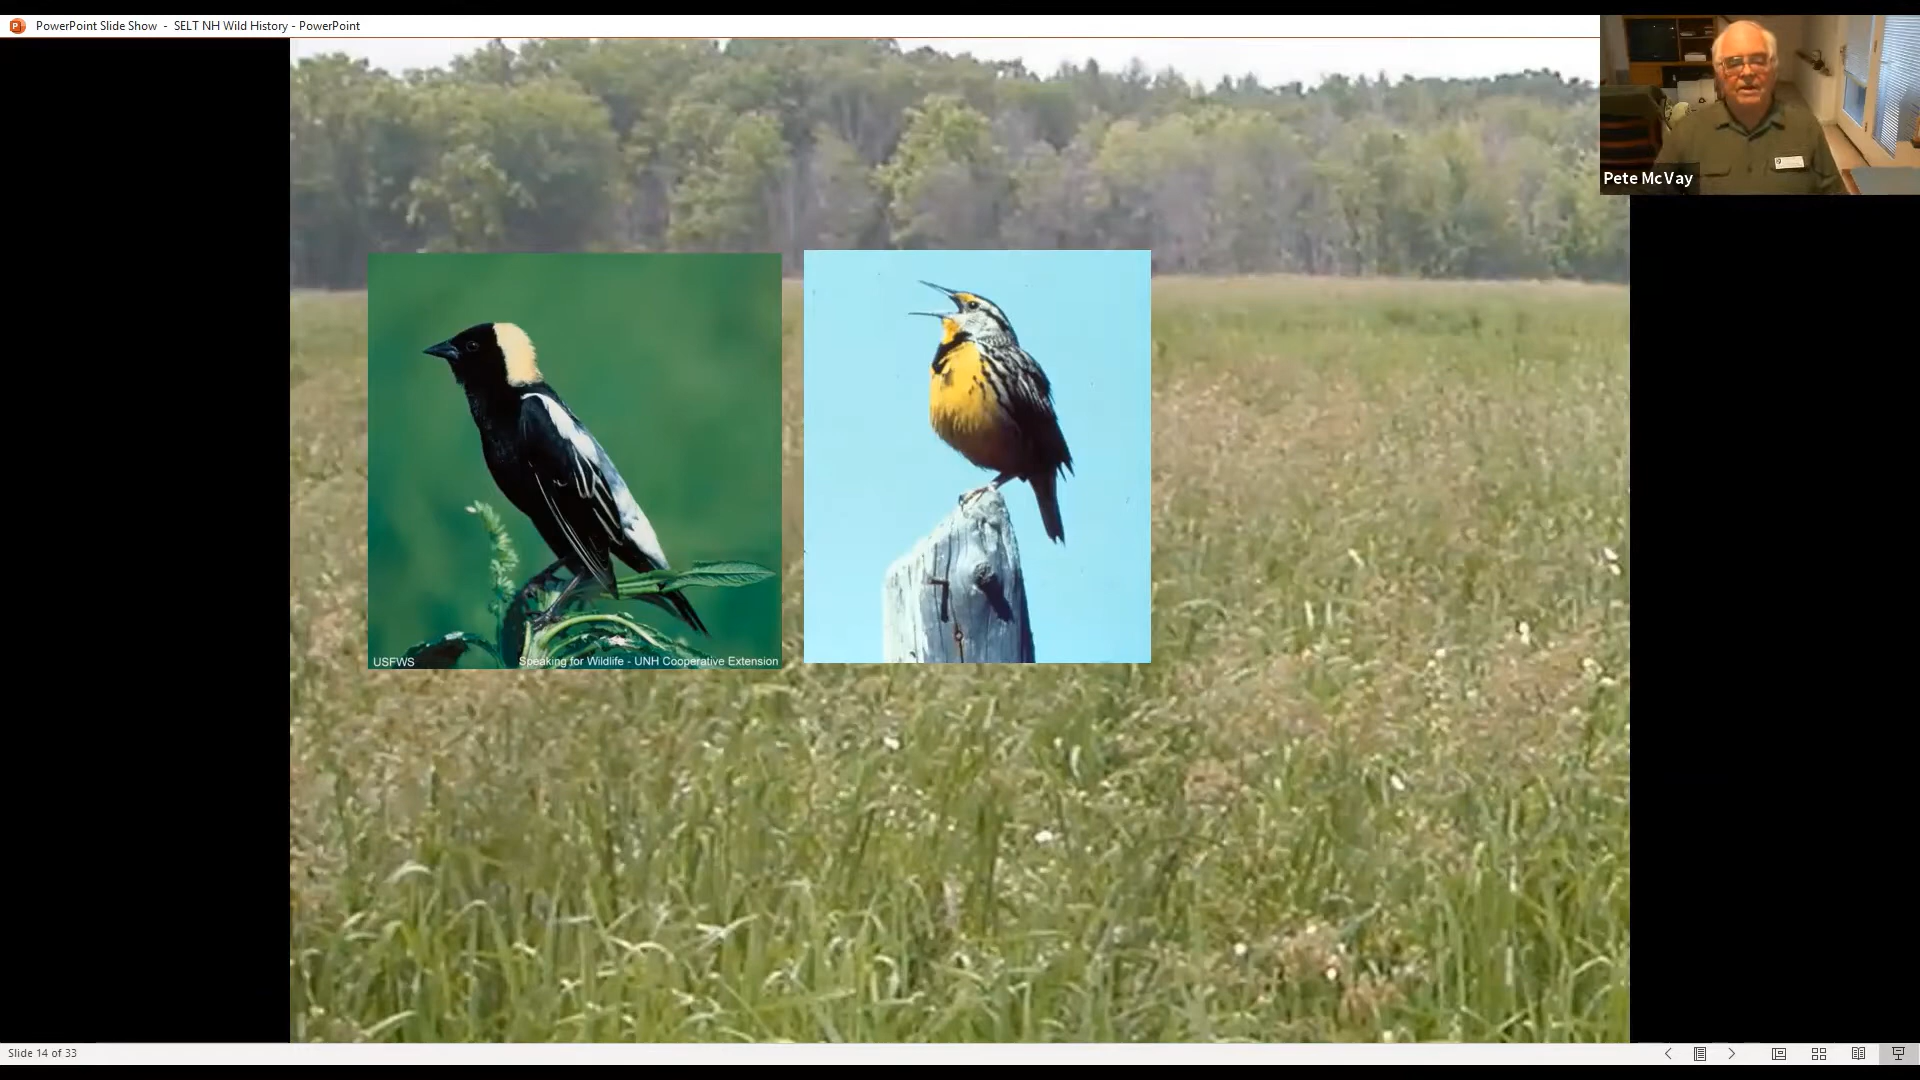 PowerPoint Slide Show - SELT NH Wild History - PowerPoint
Pete McVay
USFWS
Speaking for Wildlife - UNH Cooperative Extension
Slide 14 of 33